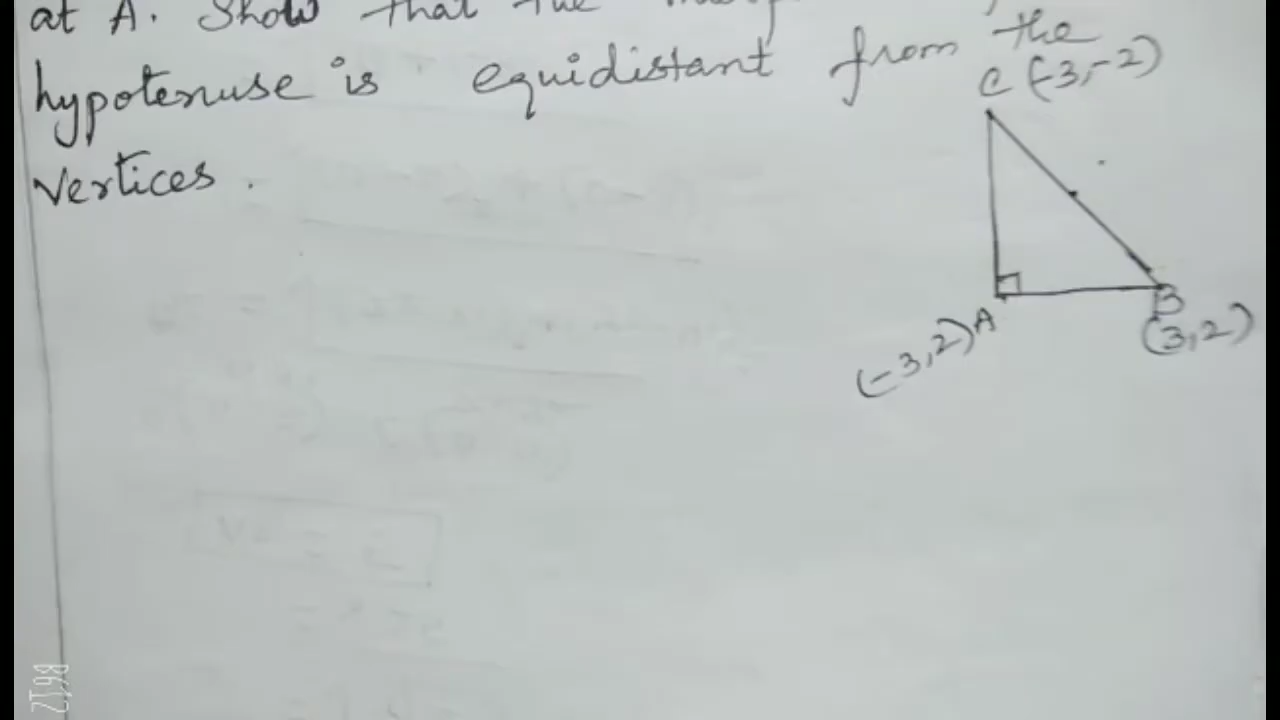 at A. Show that the
hypotenuse is equidistant from the
vertices.
C (-3,-2)
(-3,2) A
B
(3,2)